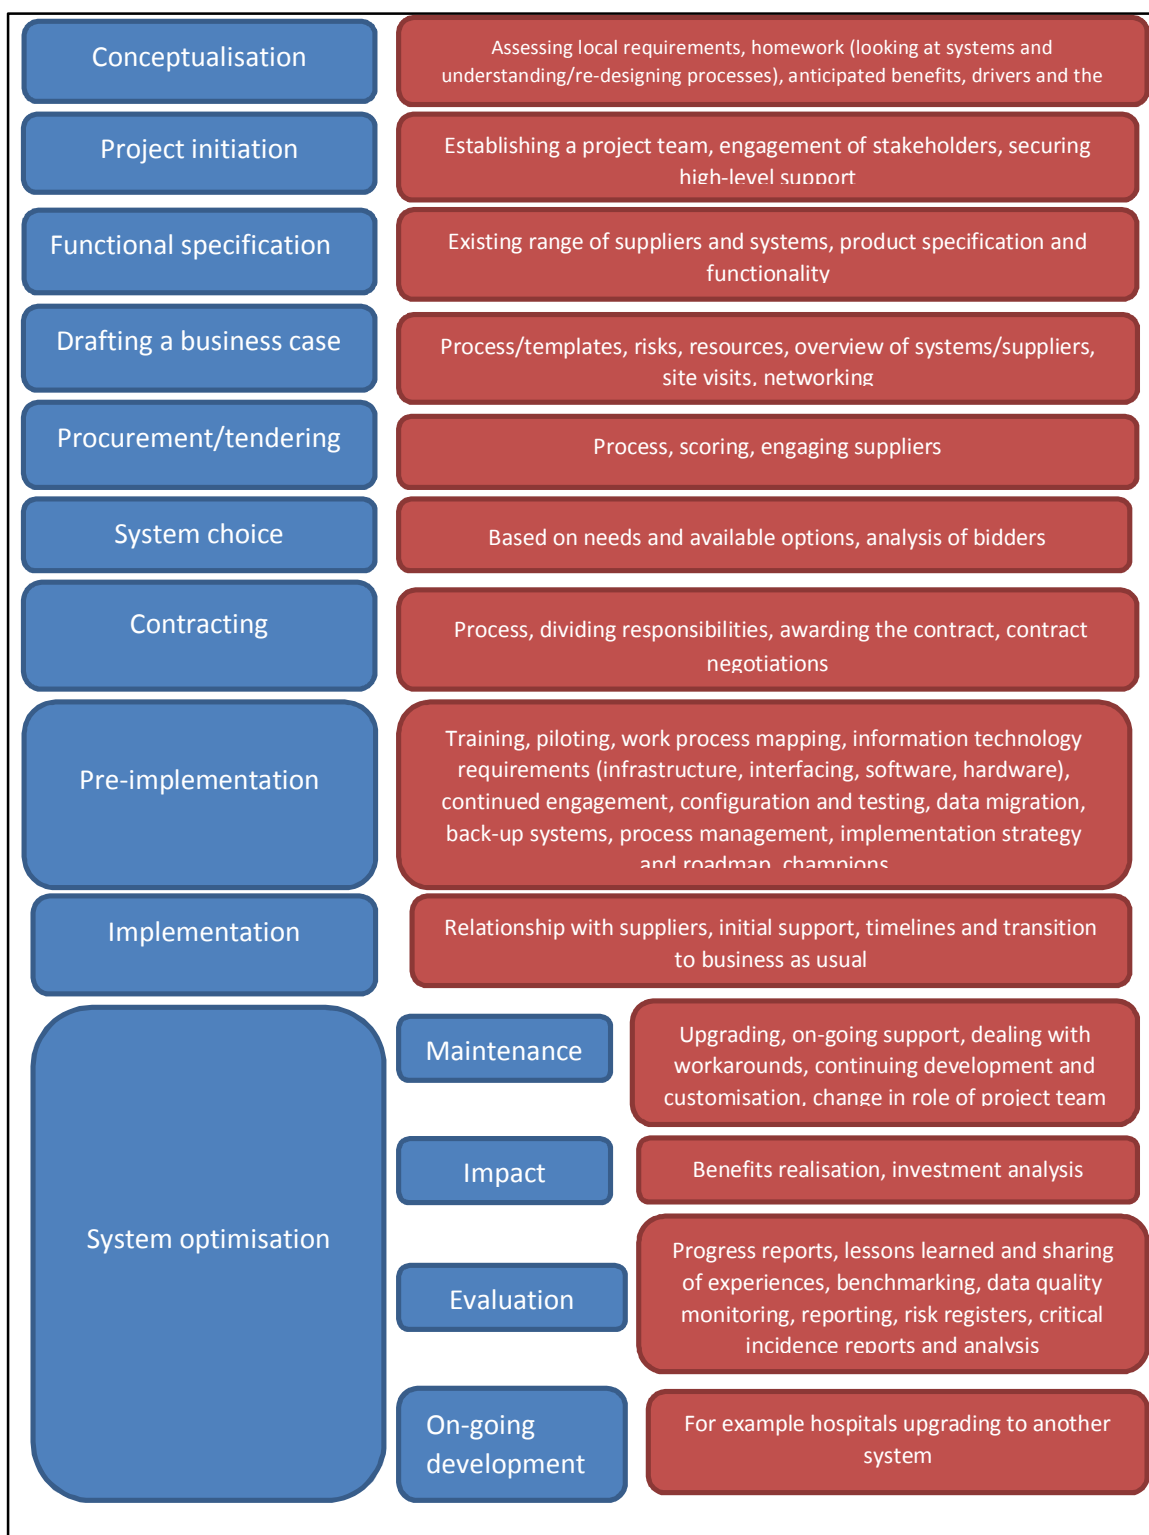 Conceptualisation
Assessing local requirements, homework (looking at systems and
understanding/re-designing processes), anticipated benefits, drivers and the
Project initiation
Establishing a project team, engagement of stakeholders, securing
high-level support
Functional specification
Existing range of suppliers and systems, product specification and
functionality
Drafting a business case
Process/templates, risks, resources, overview of systems/suppliers,
site visits, networking
Procurement/tendering
Process, scoring, engaging suppliers
System choice
Based on needs and available options, analysis of bidders
Contracting
Process, dividing responsibilities, awarding the contract, contract
negotiations
Pre-implementation
Training, piloting, work process mapping, information technology
requirements (infrastructure, interfacing, software, hardware),
continued engagement, configuration and testing, data migration,
back-up systems, process management, implementation strategy
and roadmap, champions
Implementation
Relationship with suppliers, initial support, timelines and transition
to business as usual
System optimisation
Maintenance
Upgrading, on-going support, dealing with
workarounds, continuing development and
customisation, change in role of project team
Impact
Benefits realisation, investment analysis
Evaluation
Progress reports, lessons learned and sharing
of experiences, benchmarking, data quality
monitoring, reporting, risk registers, critical
incidence reports and analysis
On-going
development
For example hospitals upgrading to another
system